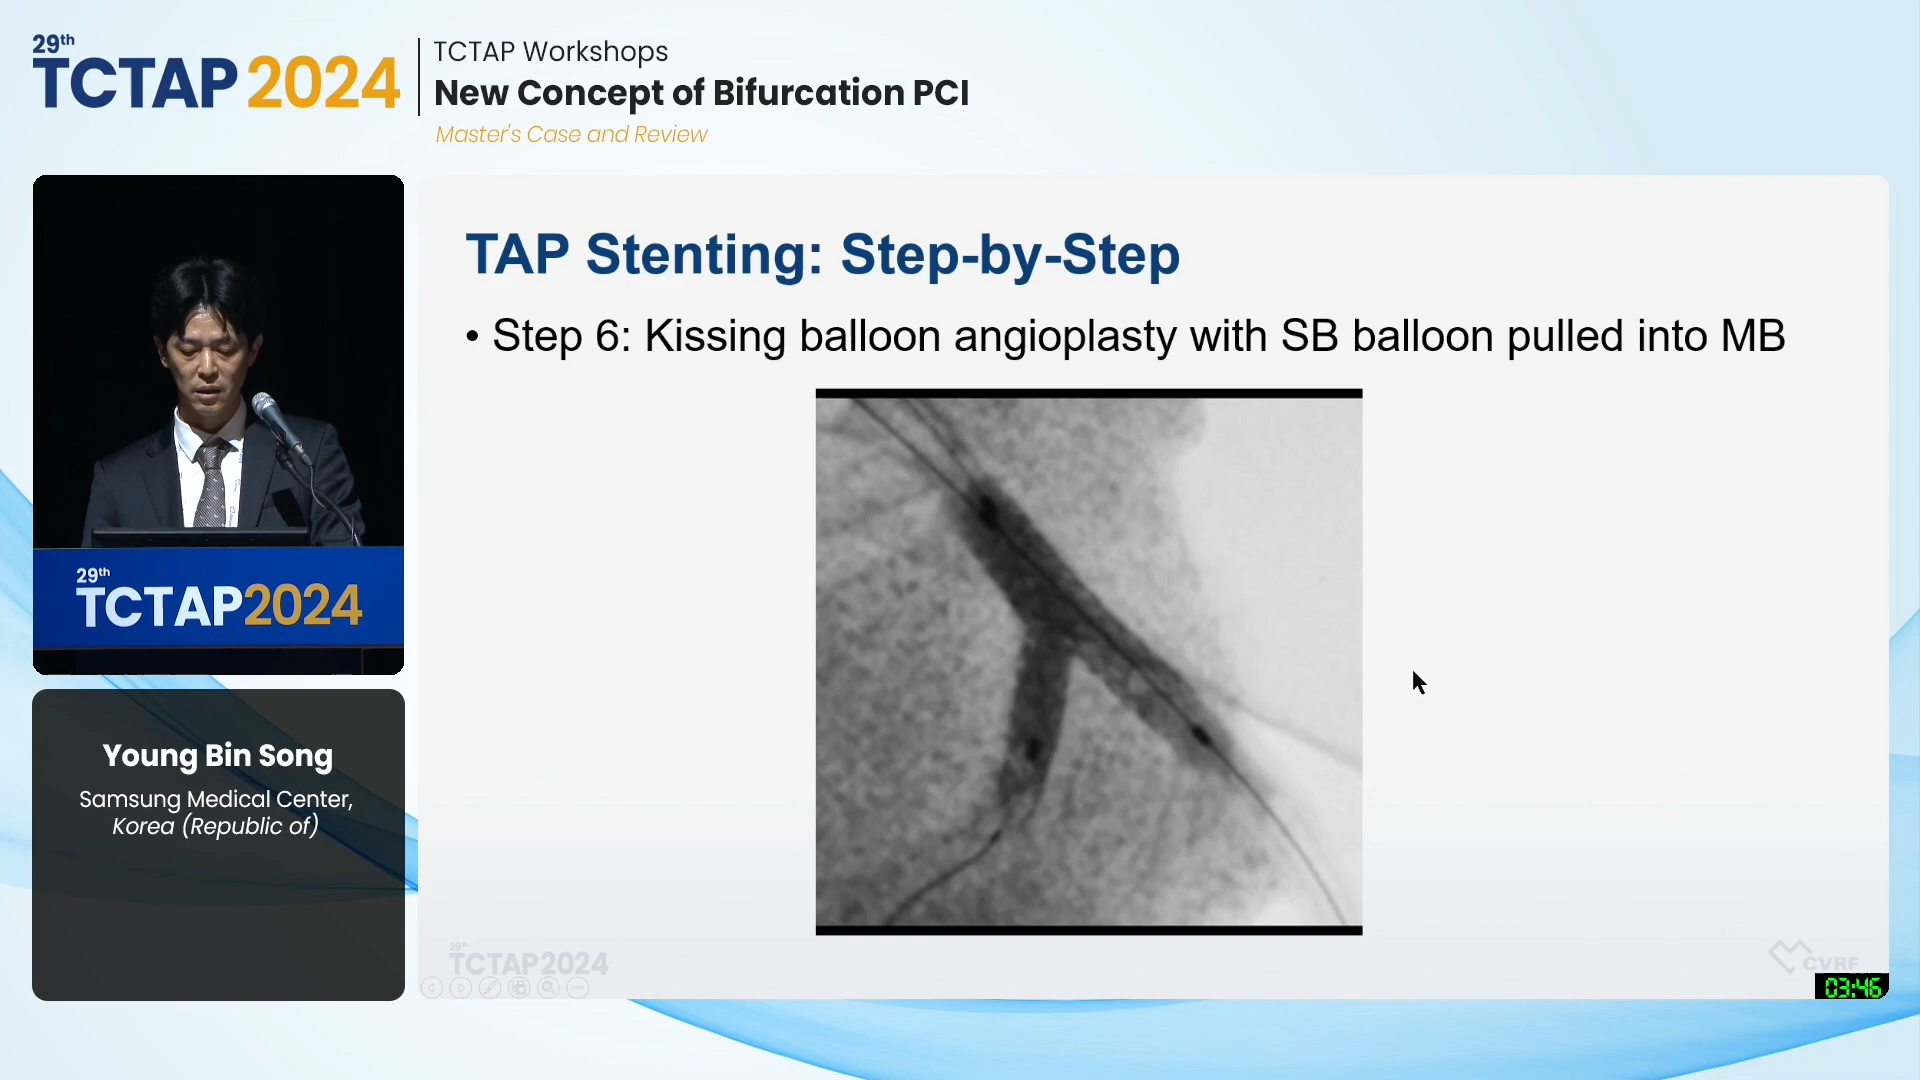 29th
TCTAP 2024
TCTAP Workshops
New Concept of Bifurcation PCI
Master's Case and Review
29th
TCTAP2024
Young Bin Song
Samsung Medical Center,
Korea (Republic of)
TAP Stenting: Step-by-Step
• Step 6: Kissing balloon angioplasty with SB balloon pulled into MB
29th
TCTAP2024
CVRF
03:46